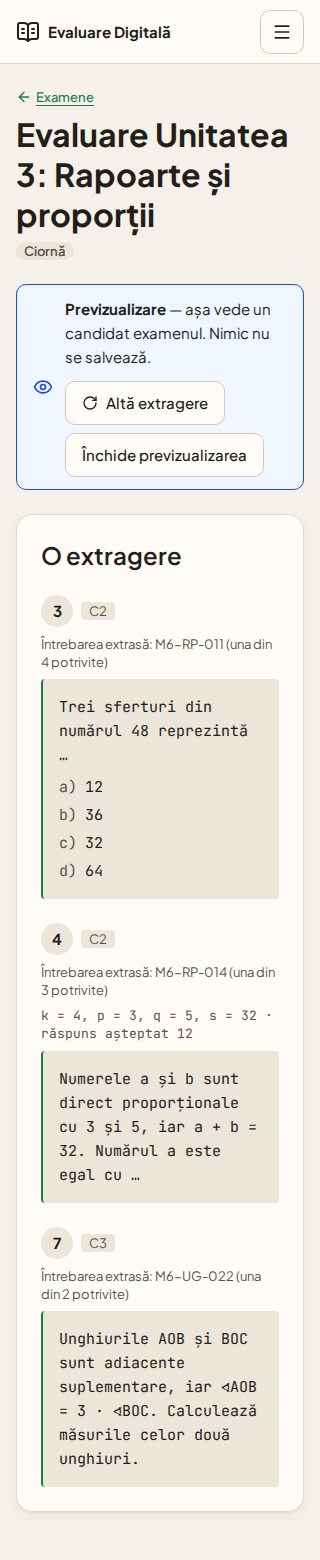 Evaluare Digitală
← Examene
Evaluare Unitatea
3: Rapoarte și
proporții
Ciornă
Previzualizare — așa vede un
candidat examenul. Nimic nu
se salvează.
Altă extragere
Închide previzualizarea
O extragere
3 C2
Întrebarea extrasă: M6-RP-011 (una din
4 potrivite)
Trei sferturi din
numărul 48 reprezintă
…
a) 12
b) 36
c) 32
d) 64
4 C2
Întrebarea extrasă: M6-RP-014 (una din
3 potrivite)
k = 4, p = 3, q = 5, s = 32 ·
răspuns așteptat 12
Numerele a și b sunt
direct proporționale
cu 3 și 5, iar a + b =
32. Numărul a este
egal cu …
7 C3
Întrebarea extrasă: M6-UG-022 (una
din 2 potrivite)
Unghiurile AOB și BOC
sunt adiacente
suplementare, iar ∢AOB
= 3 · ∢BOC. Calculează
măsurile celor două
unghiuri.